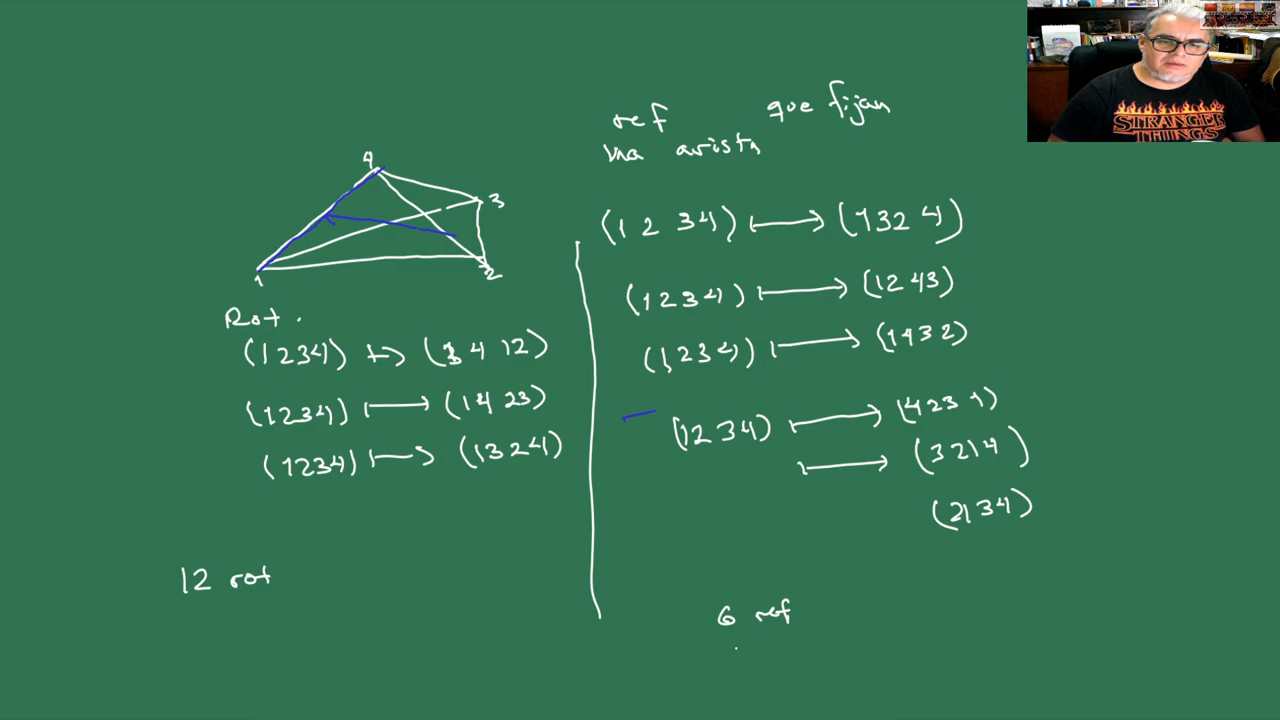 ref que fijan
una arista
4
3
1
2
Rot.
(1234) ↦ (3412)
(1234) ⟼ (1423)
(1234) ⟼ (1324)
12 rot
(1234) ⟼ (1324)
(1234) ⟼ (1243)
(1234) ⟼ (1432)
(1234) ⟼ (4231)
⟼ (3214)
(2134)
6 ref
STRANGER
THINGS